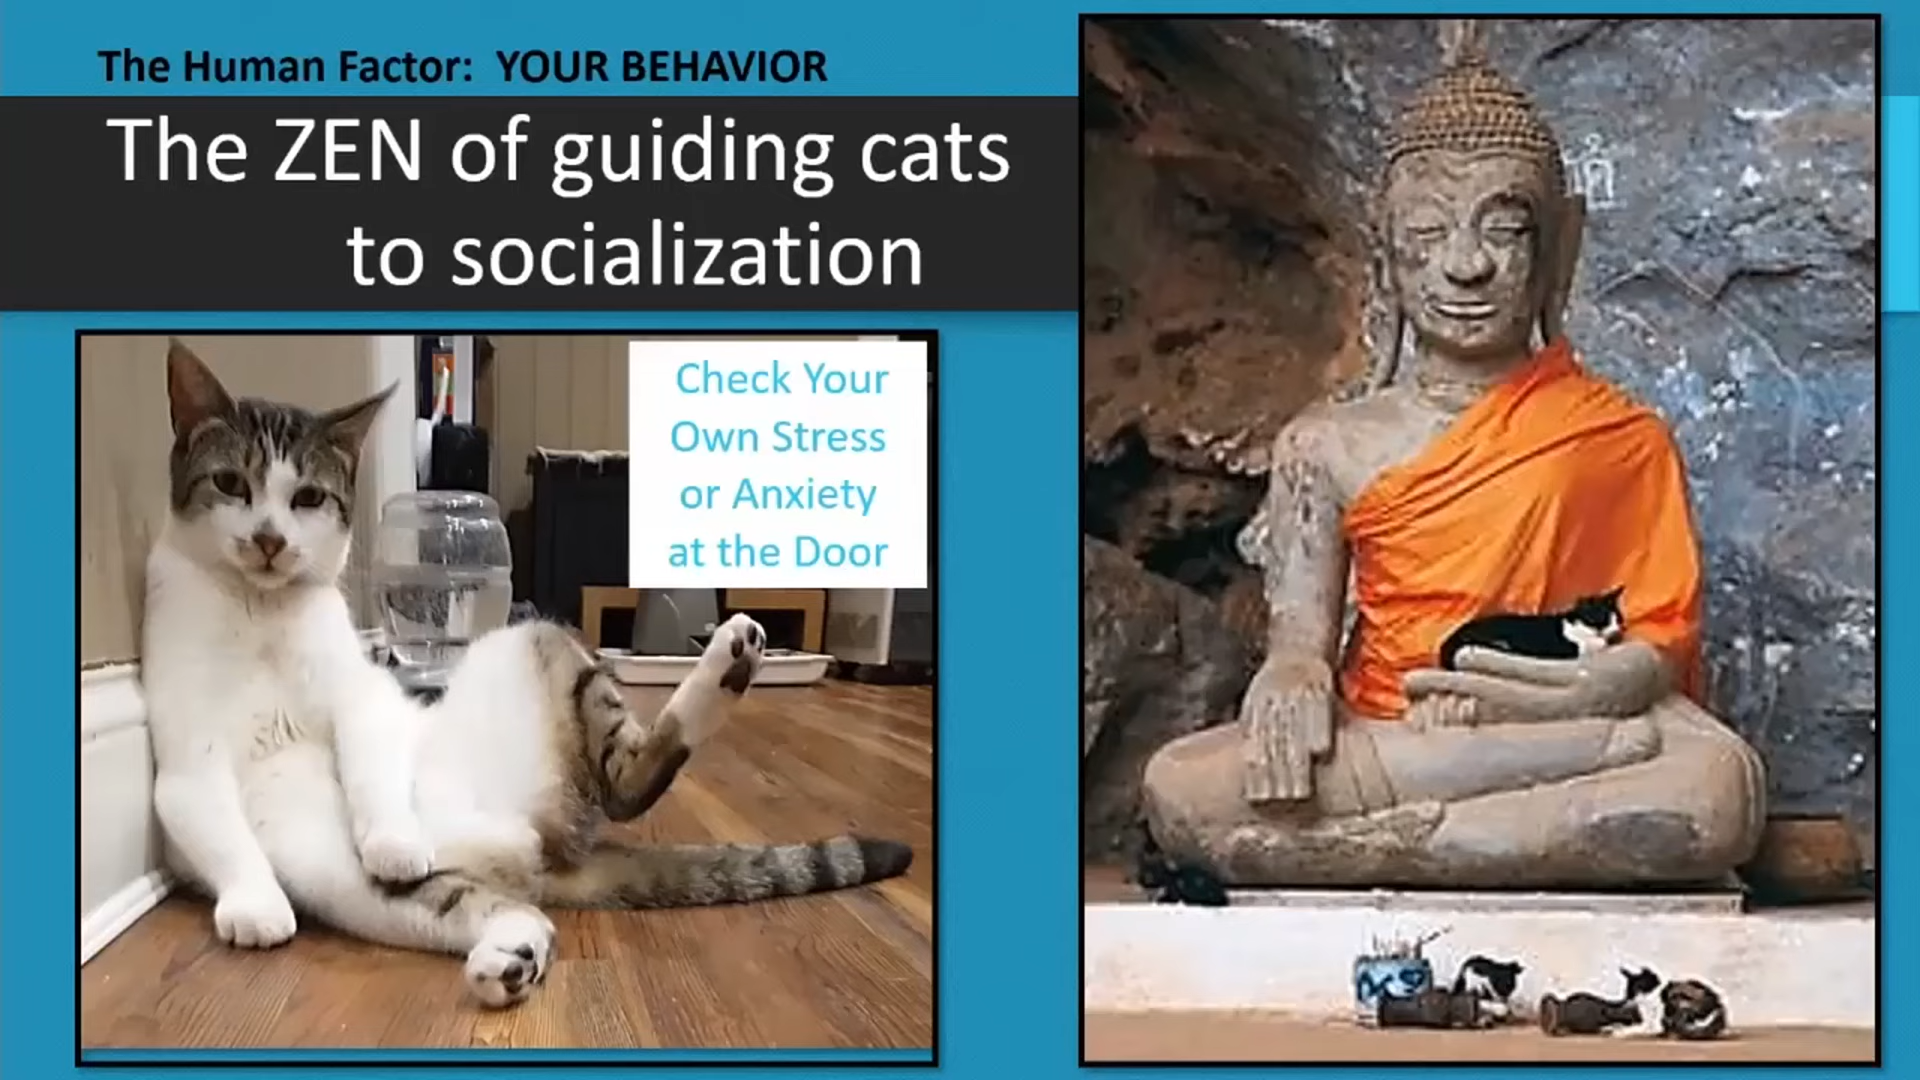 The Human Factor:  YOUR BEHAVIOR
The ZEN of guiding cats
to socialization
Check Your
Own Stress
or Anxiety
at the Door